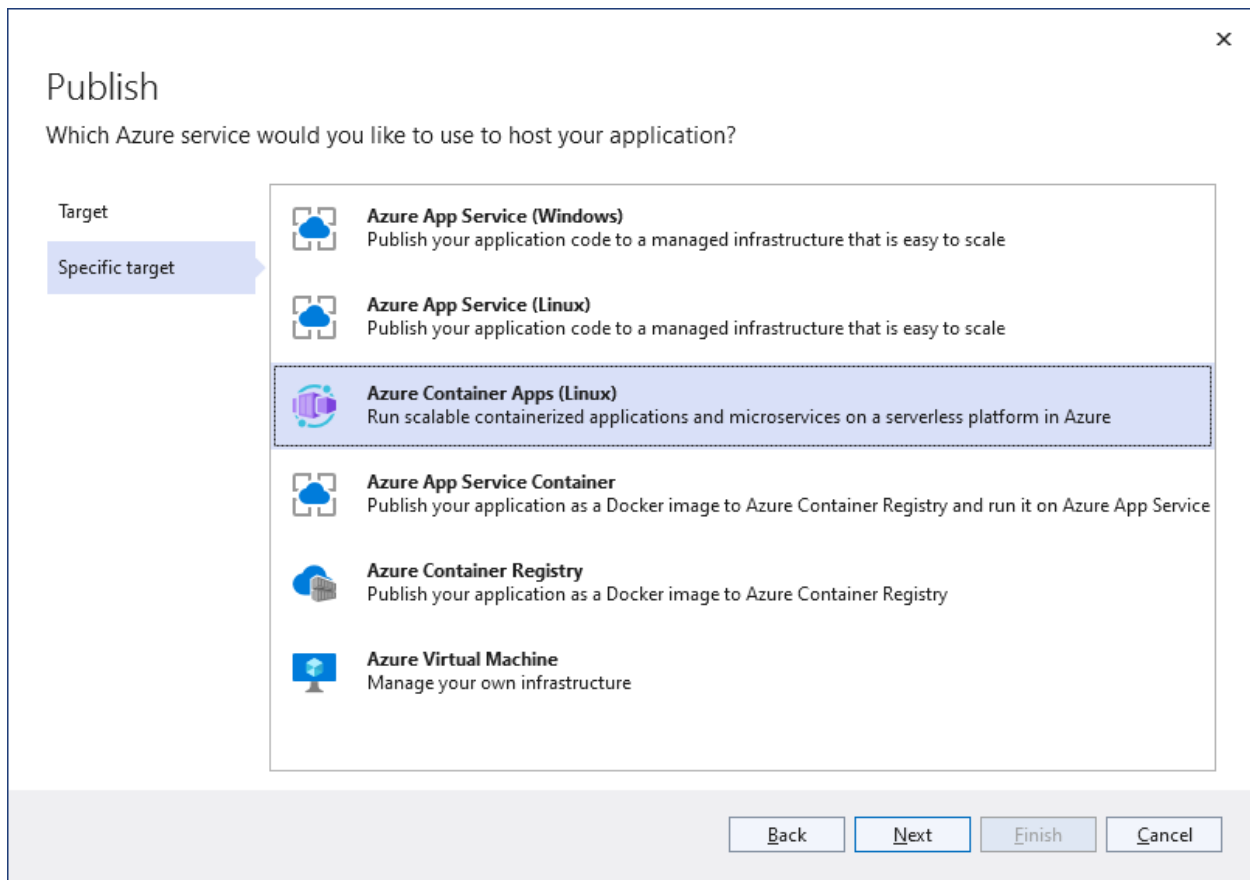 Publish
Which Azure service would you like to use to host your application?
Target
Specific target
Azure App Service (Windows)
Publish your application code to a managed infrastructure that is easy to scale
Azure App Service (Linux)
Publish your application code to a managed infrastructure that is easy to scale
Azure Container Apps (Linux)
Run scalable containerized applications and microservices on a serverless platform in Azure
Azure App Service Container
Publish your application as a Docker image to Azure Container Registry and run it on Azure App Service
Azure Container Registry
Publish your application as a Docker image to Azure Container Registry
Azure Virtual Machine
Manage your own infrastructure
Back Next Finish Cancel